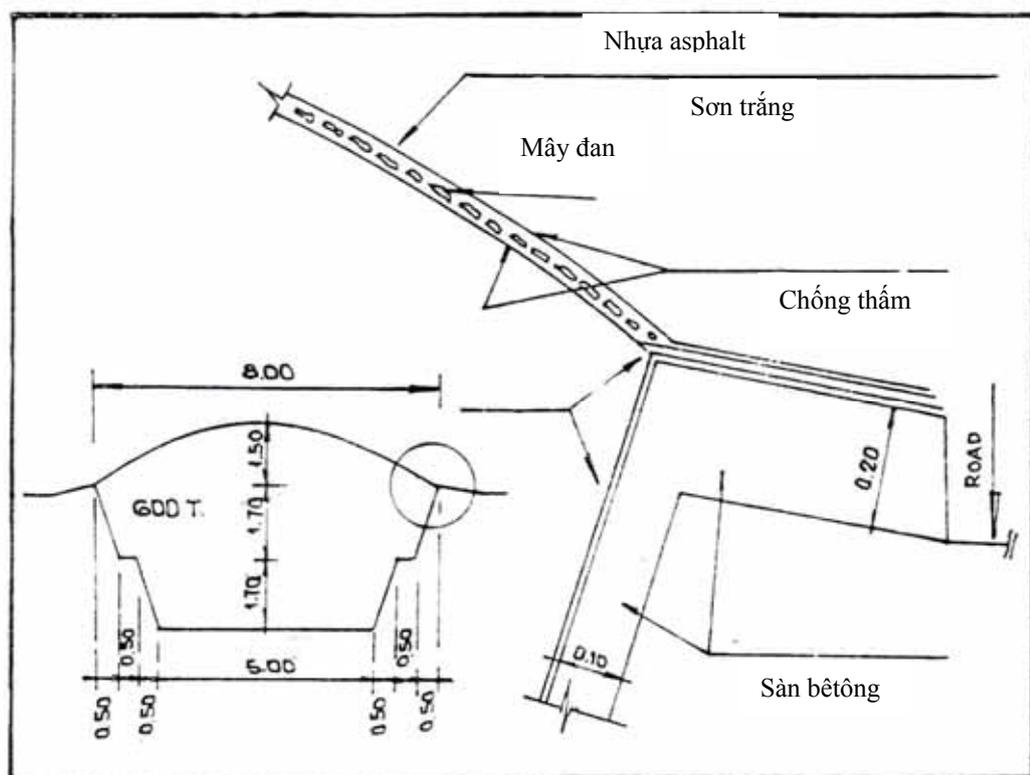 Nhựa asphalt
Sơn trắng
Mây đan
Chống thấm
8.00
1.50
600 T.
1.70
1.70
0.20
ROAD
0.50
0.50
5.00
0.50
0.50
0.50
0.50
0.10
Sàn bêtông